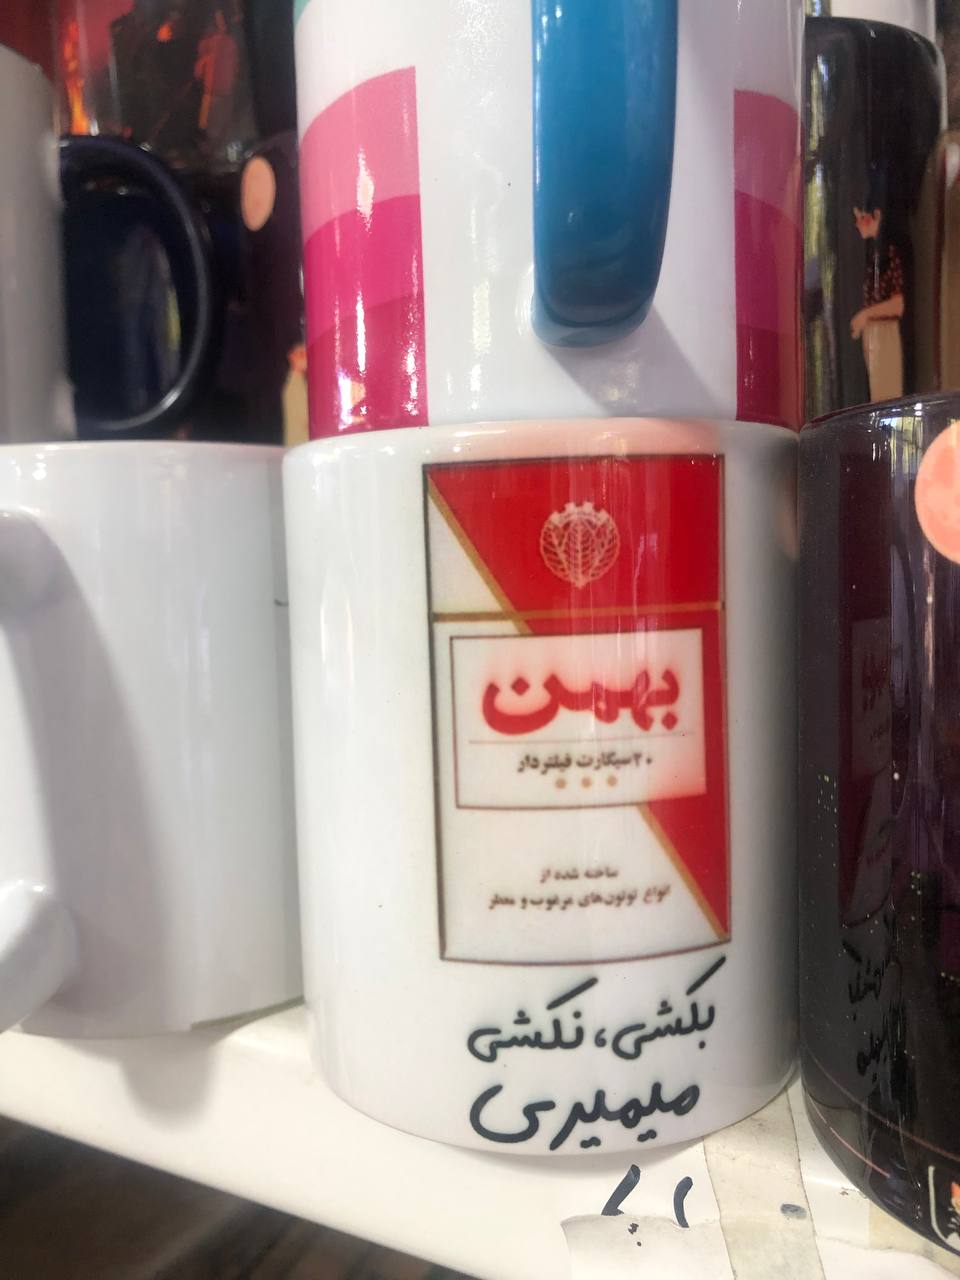 بهمن
۲۰ سیگارت فیلتردار
ساخته شده از
انواع توتون‌های مرغوب و معطر
بکشی، نکشی
میمیری